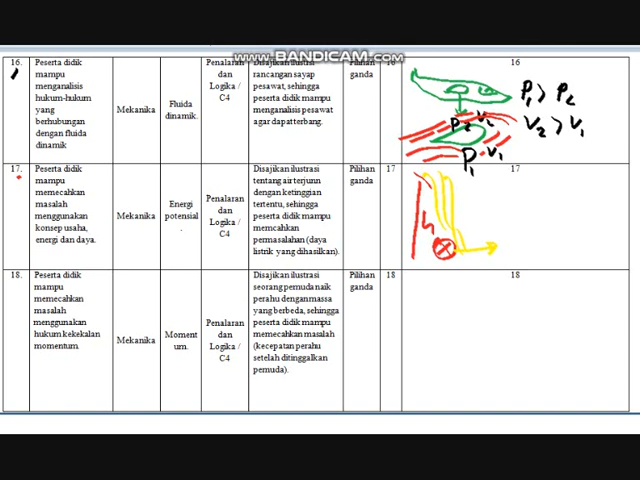 www.BANDICAM.com
16.
Peserta didik
mampu
menganalisis
hukum-hukum
yang
berhubungan
dengan fluida
dinamik
Mekanika
Fluida
dinamik.
Penalaran
dan
Logika /
C4
Disajikan ilustrsi
rancangan sayap
pesawat, sehingga
peserta didik mampu
menganalisis pesawat
agar dapat terbang.
Pilihan
ganda
16
16
P1 > P2
V2 > V1
P2 V2
P1 V1
17.
Peserta didik
mampu
mecahkan
masalah
menggunakan
konsep usaha,
energi dan daya.
Mekanika
Energi
potensial
.
Penalaran
dan
Logika /
C4
Disajikan ilustrasi
tentang air terjunn
dengan ketinggian
tertentu, sehingga
peserta didik mampu
memcahkan
permasalahan (daya
listrik yang dihasilkan).
Pilihan
ganda
17
17
h
18.
Peserta didik
mampu
memecahkan
masalah
menggunakan
hukum kekekalan
momentum.
Mekanika
Moment
um.
Penalaran
dan
Logika /
C4
Disajikan ilustrasi
seorang pemuda naik
perahu dengan massa
yang berbeda, sehingga
peserta didik mampu
memecahkan masalah
(kecepatan perahu
setelah ditinggalkan
pemuda).
Pilihan
ganda
18
18